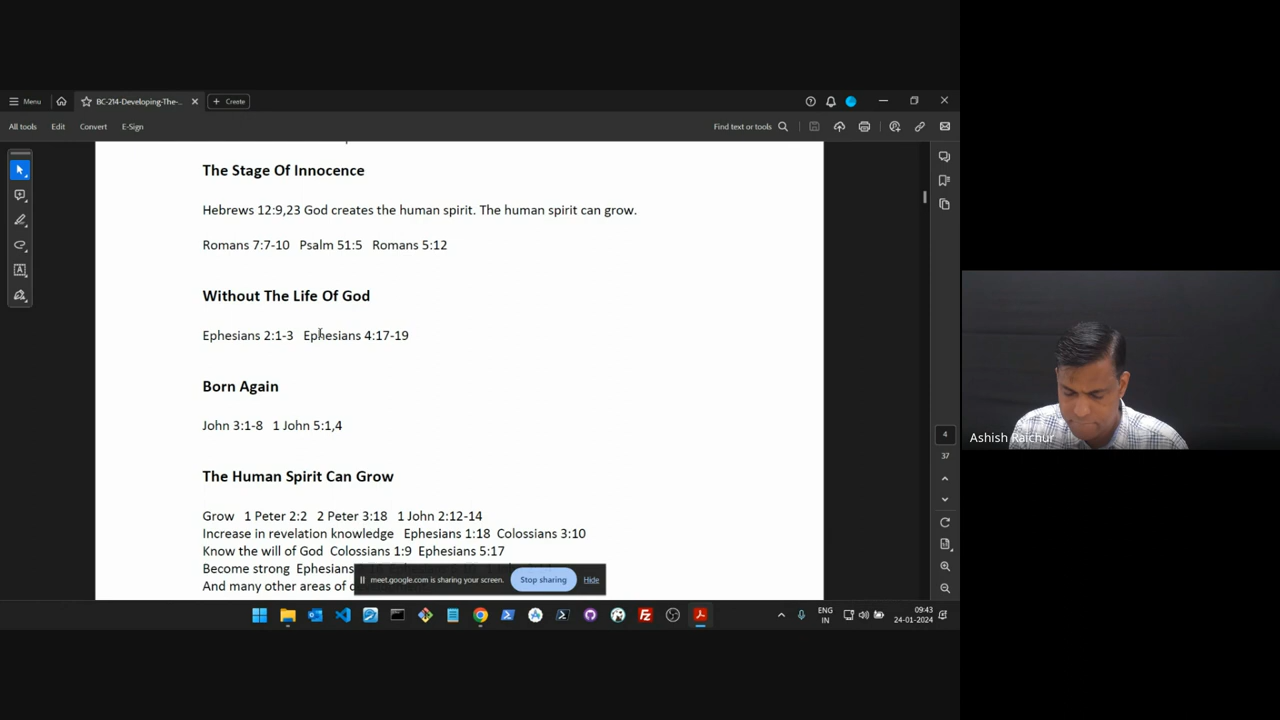 Menu
BC-214-Developing-The-...
Create
All tools
Edit
Convert
E-Sign
Find text or tools
The Stage Of Innocence
Hebrews 12:9,23 God creates the human spirit. The human spirit can grow.
Romans 7:7-10 Psalm 51:5 Romans 5:12
Without The Life Of God
Ephesians 2:1-3 Ephesians 4:17-19
Born Again
John 3:1-8 1 John 5:1,4
The Human Spirit Can Grow
Grow 1 Peter 2:2 2 Peter 3:18 1 John 2:12-14
Increase in revelation knowledge Ephesians 1:18 Colossians 3:10
Know the will of God Colossians 1:9 Ephesians 5:17
Become strong Ephesians
And many other areas of
meet.google.com is sharing your screen.
Stop sharing
Hide
4
37
ENG
IN
09:43
24-01-2024
Ashish Raichur